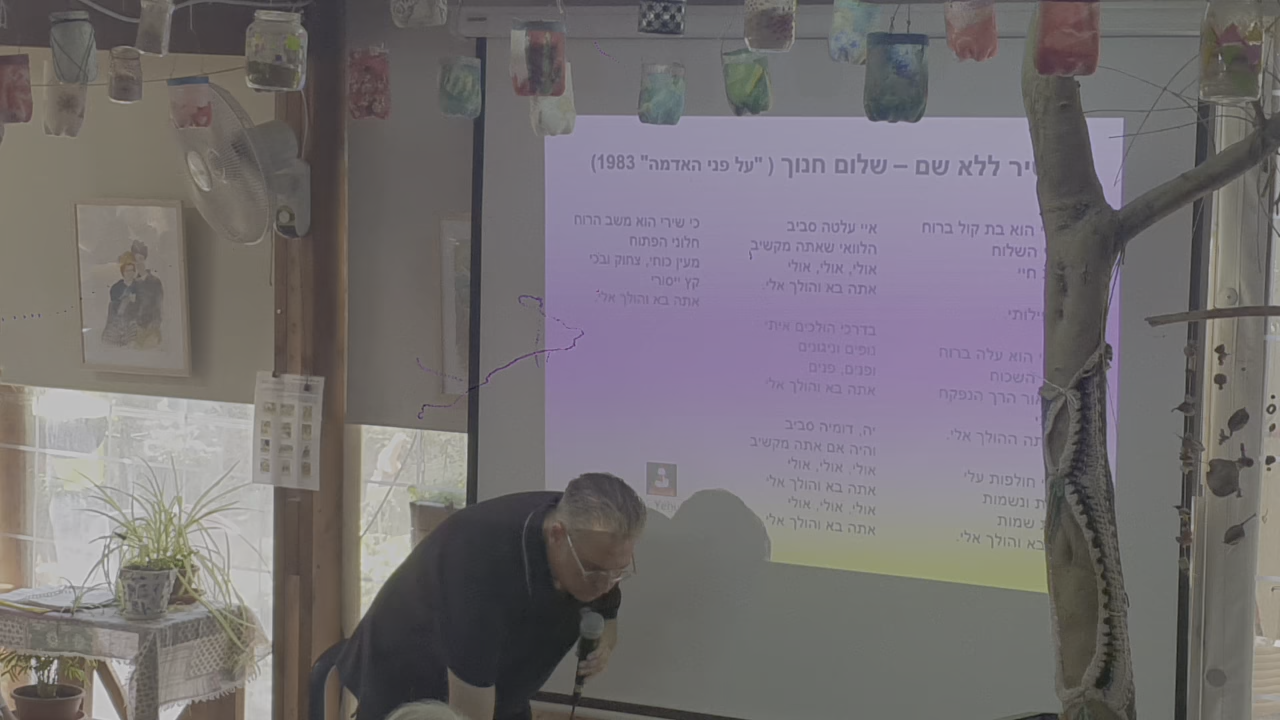 שיר ללא שם – שלום חנוך ( "על פני האדמה" 1983)
הוא בת קול ברוח
השלוח
חיי
הוא עלה ברוח
השכוח
אור הרך הנפקח
ההולך אלי.
חולפות עלי
ונשמות
שמות
בא והולך אלי.
איי עלטה סביב
הלוואי שאתה מקשיב
אולי, אולי, אולי
אתה בא והולך אלי.
בדרכי הולכים איתי
נופים וניגונים
ופנים, פנים
אתה בא והולך אלי.
יה, דומיה סביב
והיה אם אתה מקשיב
אולי, אולי, אולי
אתה בא והולך אלי.
אולי, אולי, אולי
אתה בא והולך אלי.
כי שירי הוא משב הרוח
חלוני הפתוח
מעין כוחי, צחוק ובכי
קץ ייסורי
אתה בא והולך אלי.